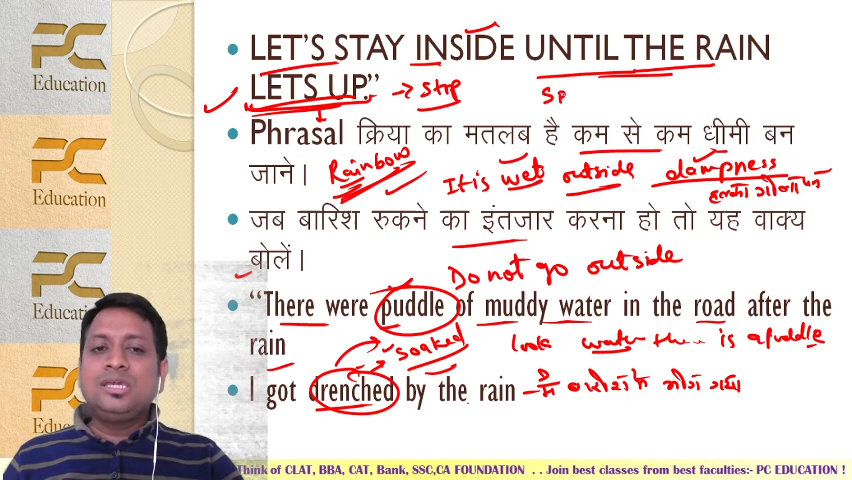 PC
Education
PC
Education
PC
Education
PC
• LET'S STAY INSIDE UNTIL THE RAIN
LETS UP." → stop
SP
• Phrasal क्रिया का मतलब है कम से कम धीमी बन
जाने। Rainbow It is wet outside dampness
हल्का
• जब बारिश रुकने का इंतजार करना हो तो यह वाक्य
बोलें।
Do not go outside
• "There were puddle of muddy water in the road after the
rain soaked look water there is a puddle
• I got drenched by the rain
Think of CLAT, BBA, CAT, Bank, SSC,CA FOUNDATION . . Join best classes from best faculties:- PC EDUCATION !